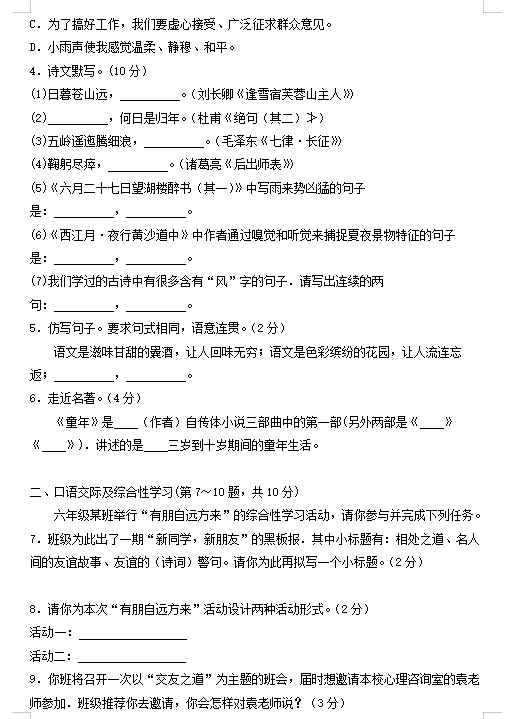 C. 为了搞好工作，我们要虚心接受、广泛征求群众意见。
D. 小雨声使我感觉温柔、静穆、和平。
4. 诗文默写。(10分)
(1)日暮苍山远，__________。(刘长卿《逢雪宿芙蓉山主人》)
(2)__________，何日是归年。(杜甫《绝句(其二)》)
(3)五岭逶迤腾细浪，__________。(毛泽东《七律·长征》)
(4)鞠躬尽瘁，__________。(诸葛亮《后出师表》)
(5)《六月二十七日望湖楼醉书(其一)》中写雨来势凶猛的句子
是：__________，__________。
(6)《西江月·夜行黄沙道中》中作者通过嗅觉和听觉来捕捉夏夜景物特征的句子
是：__________，__________。
(7)我们学过的古诗中有很多含有“风”字的句子．请写出连续的两
句：__________，__________。
5. 仿写句子。要求句式相同，语意连贯。(2分)
语文是滋味甘甜的美酒，让人回味无穷；语文是色彩缤纷的花园，让人流连忘
返；__________，__________。
6. 走近名著。(4分)
《童年》是____（作者）自传体小说三部曲中的第一部(另外两部是《____》
《____》)．讲述的是____三岁到十岁期间的童年生活。
二、口语交际及综合性学习(第7～10题，共10分)
六年级某班举行“有朋自远方来”的综合性学习活动，请你参与并完成下列任务。
7. 班级为此出了一期“新同学，新朋友”的黑板报．其中小标题有：相处之道、名人
间的友谊故事、友谊的(诗词)警句。请你为此再拟写一个小标题。(2分)
8. 请你为本次“有朋自远方来”活动设计两种活动形式。(2分)
活动一：__________________
活动二：__________________
9. 你班将召开一次以“交友之道”为主题的班会，届时想邀请本校心理咨询室的袁老
师参加．班级推荐你去邀请，你会怎样对袁老师说？(3分)